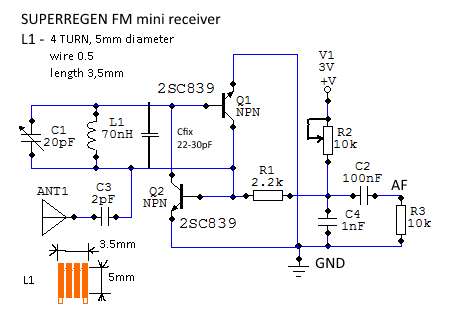 SUPERREGEN FM mini receiver
L1 - 4 TURN, 5mm diameter
wire 0.5
length 3,5mm
V1
3V
+V
2SC839
Q1
NPN
L1
70nH
C1
20pF
Cfix
22-30pF
R2
10k
R1
2.2k
C2
100nF
AF
ANT1
C3
2pF
Q2
NPN
2SC839
C4
1nF
R3
10k
3.5mm
GND
L1
5mm